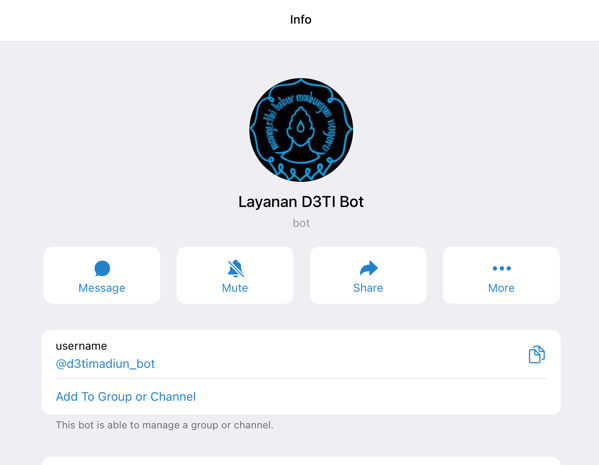 Info
Layanan D3TI Bot
bot
Message
Mute
Share
More
username
@d3timadiun_bot
Add To Group or Channel
This bot is able to manage a group or channel.